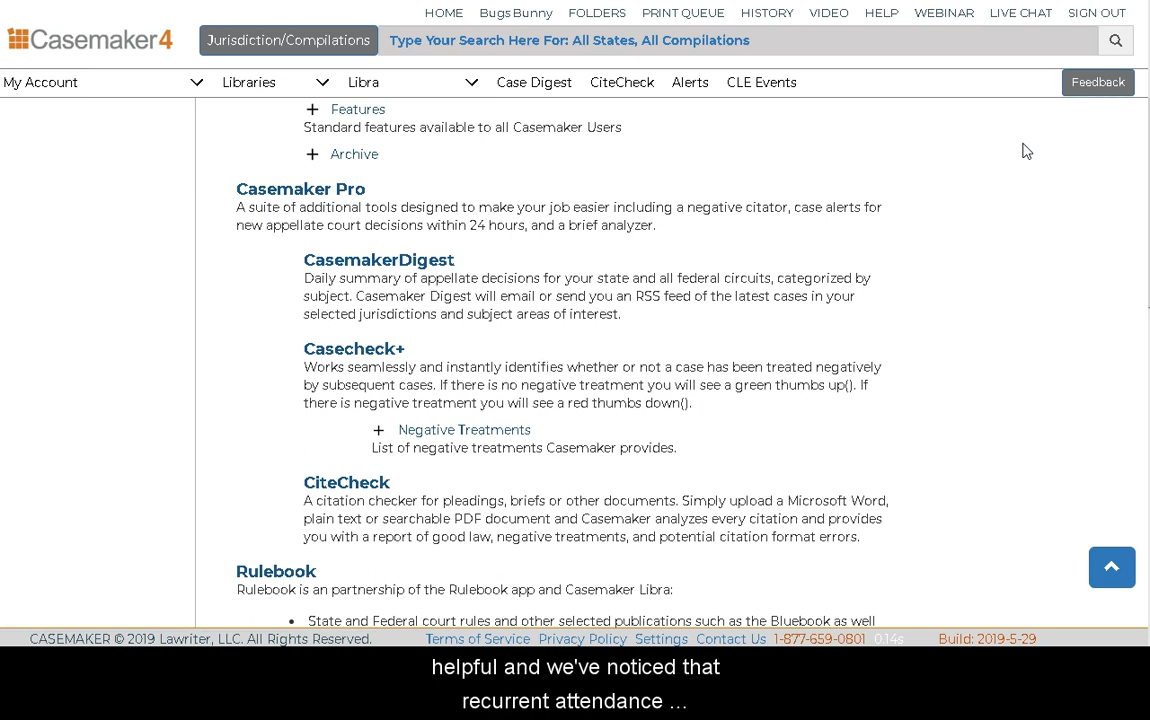 HOME Bugs Bunny FOLDERS PRINT QUEUE HISTORY VIDEO HELP WEBINAR LIVE CHAT SIGN OUT
Casemaker4
Jurisdiction/Compilations Type Your Search Here For: All States, All Compilations
My Account Libraries Libra Case Digest CiteCheck Alerts CLE Events Feedback
+ Features
Standard features available to all Casemaker Users
+ Archive
Casemaker Pro
A suite of additional tools designed to make your job easier including a negative citator, case alerts for
new appellate court decisions within 24 hours, and a brief analyzer.
CasemakerDigest
Daily summary of appellate decisions for your state and all federal circuits, categorized by
subject. Casemaker Digest will email or send you an RSS feed of the latest cases in your
selected jurisdictions and subject areas of interest.
Casecheck+
Works seamlessly and instantly identifies whether or not a case has been treated negatively
by subsequent cases. If there is no negative treatment you will see a green thumbs up(). If
there is negative treatment you will see a red thumbs down().
+ Negative Treatments
List of negative treatments Casemaker provides.
CiteCheck
A citation checker for pleadings, briefs or other documents. Simply upload a Microsoft Word,
plain text or searchable PDF document and Casemaker analyzes every citation and provides
you with a report of good law, negative treatments, and potential citation format errors.
Rulebook
Rulebook is an partnership of the Rulebook app and Casemaker Libra:
• State and Federal court rules and other selected publications such as the Bluebook as well
CASEMAKER © 2019 Lawriter, LLC. All Rights Reserved. Terms of Service Privacy Policy Settings Contact Us 1-877-659-0801 0.14s Build: 2019-5-29
helpful and we've noticed that
recurrent attendance ...